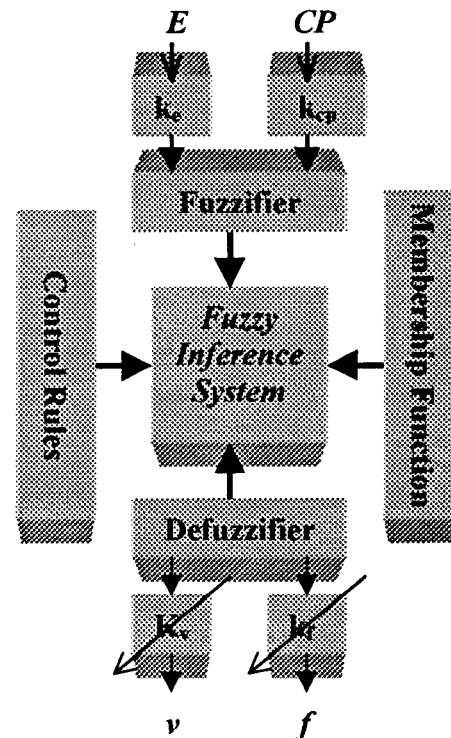 E CP
ke kcp
Fuzzifier
Control Rules
Fuzzy
Inference
System
Membership Function
Defuzzifier
Kv kf
v f